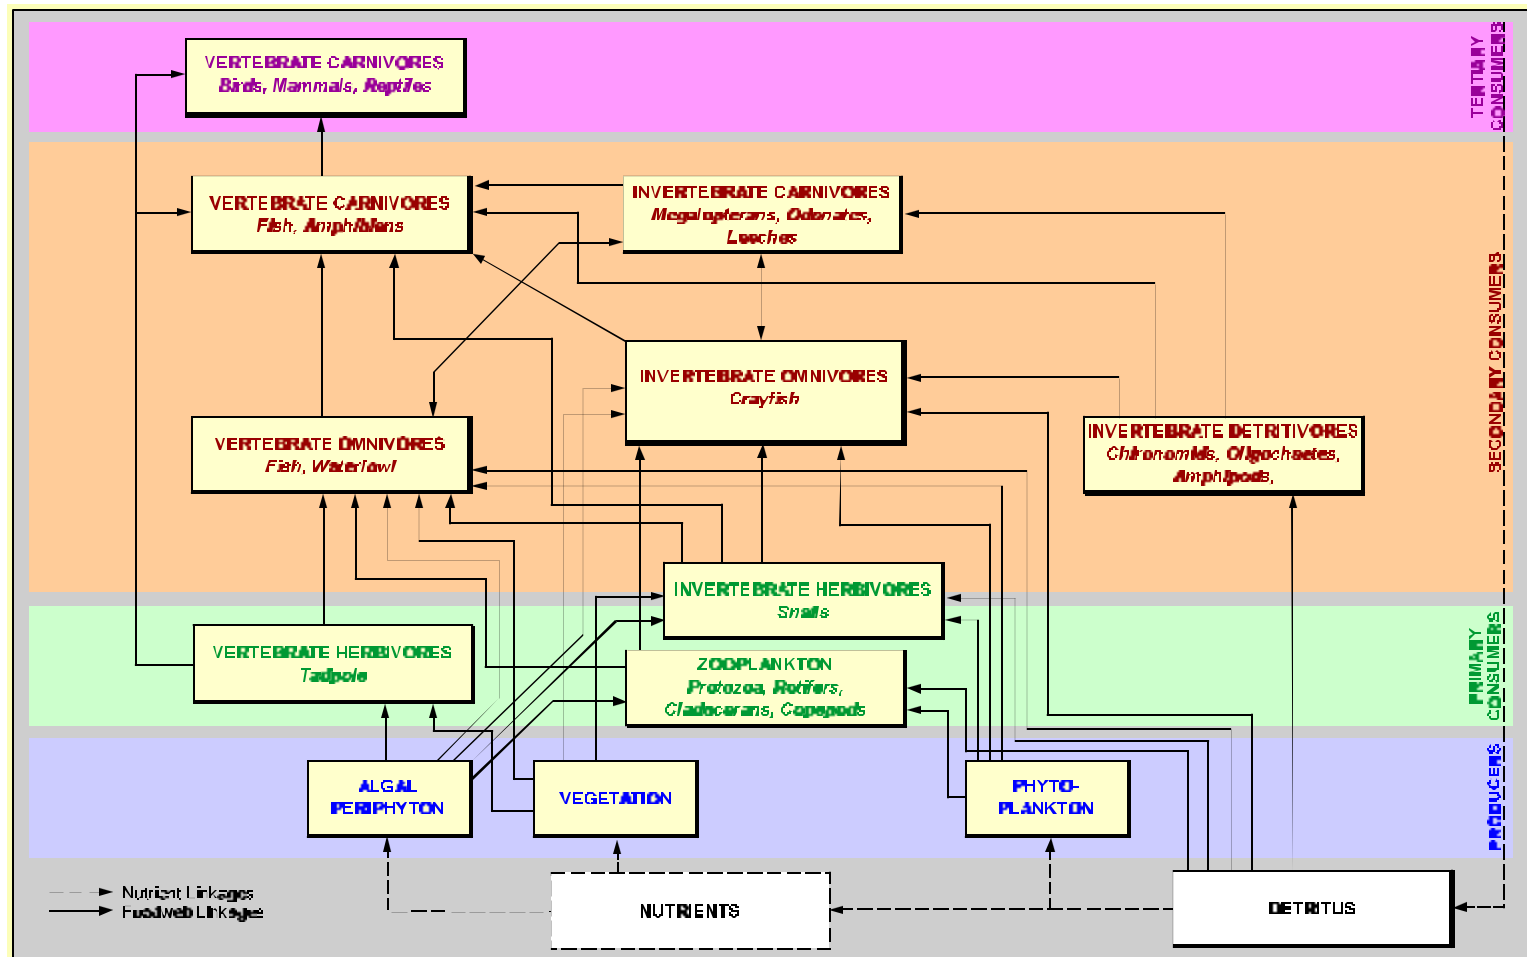 TERTIARY
CONSUMERS
VERTEBRATE CARNIVORES
Birds, Mammals, Reptiles
SECONDARY CONSUMERS
VERTEBRATE CARNIVORES
Fish, Amphibians
INVERTEBRATE CARNIVORES
Megalopterans, Odonates,
Leeches
INVERTEBRATE OMNIVORES
Crayfish
VERTEBRATE OMNIVORES
Fish, Waterfowl
INVERTEBRATE DETRITIVORES
Chironomids, Oligochaetes,
Amphipods,
PRIMARY
CONSUMERS
INVERTEBRATE HERBIVORES
Snails
VERTEBRATE HERBIVORES
Tadpole
ZOOPLANKTON
Protozoa, Rotifers,
Cladocerans, Copepods
PRODUCERS
ALGAL
PERIPHYTON
VEGETATION
PHYTO-
PLANKTON
Nutrient Linkages
Foodweb Linkages
NUTRIENTS
DETRITUS